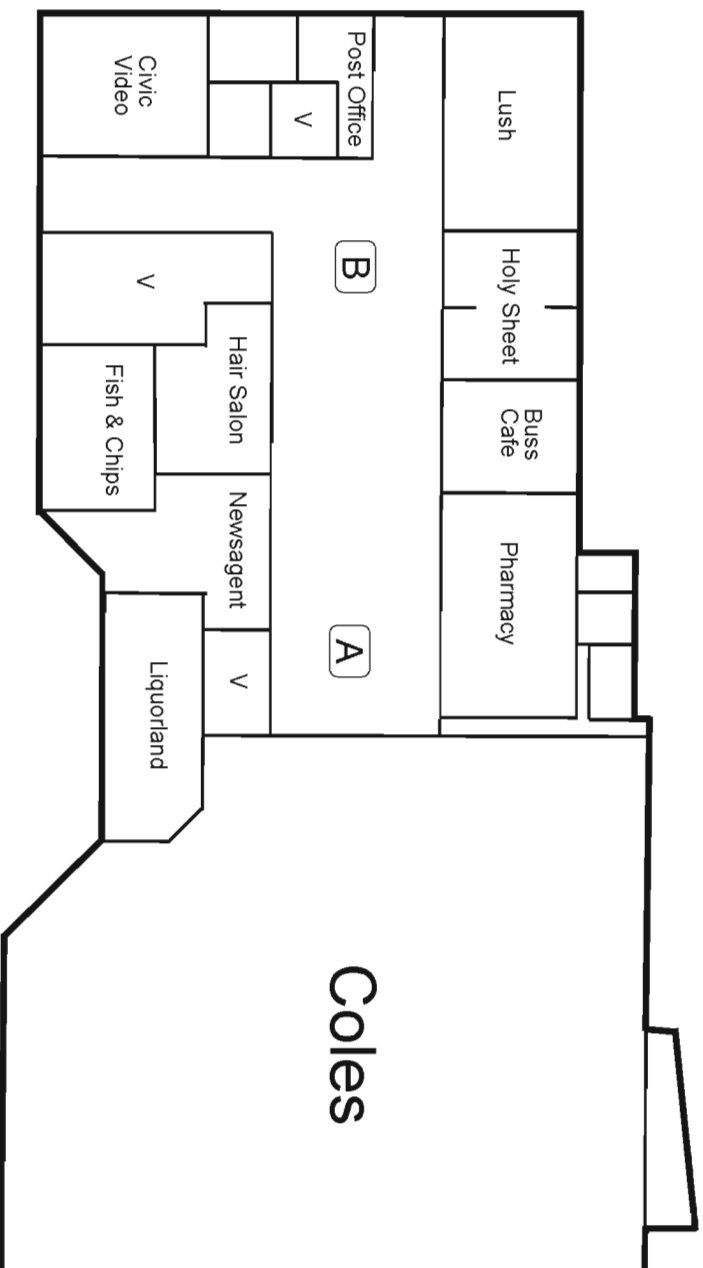 Lush
Holy Sheet
Buss
Cafe
Pharmacy
Post Office
B
A
Coles
V
Hair Salon
Newsagent
V
Civic
Video
V
Fish & Chips
Liquorland